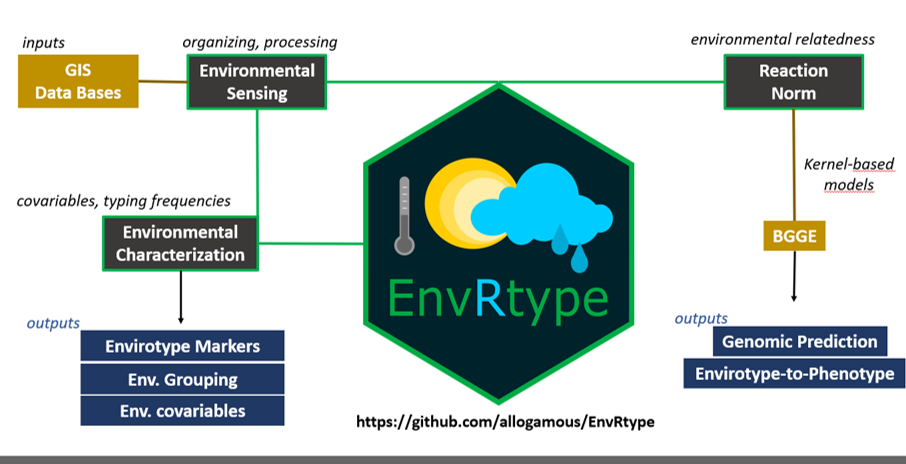 inputs
GIS
Data Bases
organizing, processing
Environmental
Sensing
environmental relatedness
Reaction
Norm
covariables, typing frequencies
Environmental
Characterization
Kernel-based
models
BGGE
EnvRtype
outputs
Envirotype Markers
Env. Grouping
Env. covariables
outputs
Genomic Prediction
Envirotype-to-Phenotype
https://github.com/allogamous/EnvRtype